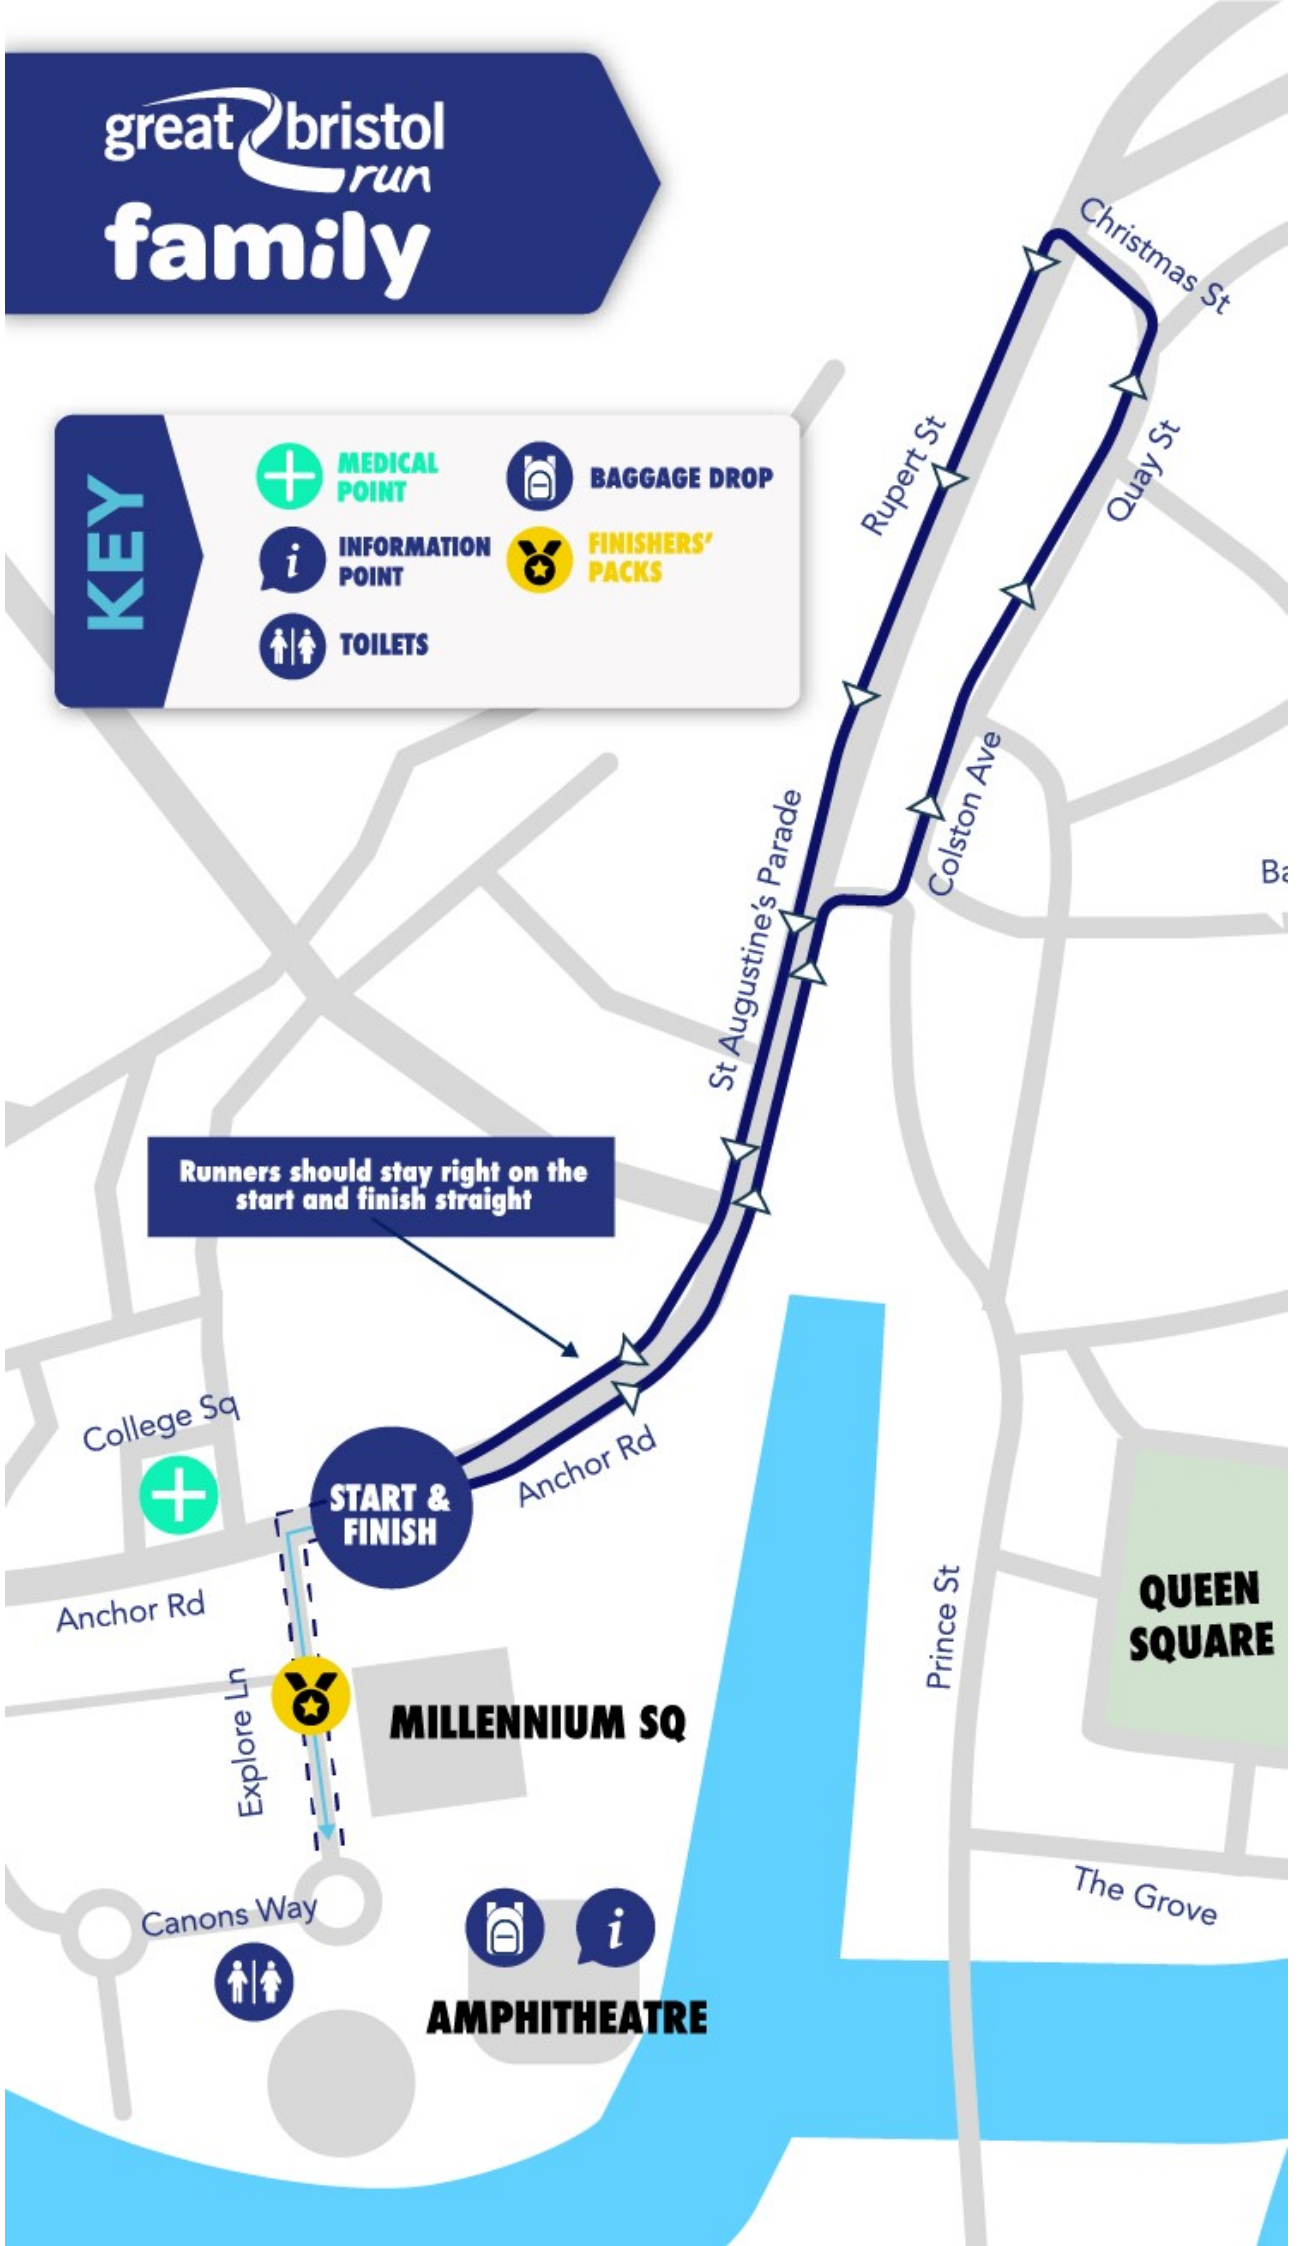 great bristol
run
family
KEY
MEDICAL
POINT
BAGGAGE DROP
INFORMATION
POINT
FINISHERS'
PACKS
TOILETS
Christmas St
Rupert St
Quay St
Colston Ave
St Augustine's Parade
Ba
Runners should stay right on the
start and finish straight
College Sq
START &
FINISH
Anchor Rd
Anchor Rd
Explore Ln
MILLENNIUM SQ
Prince St
QUEEN
SQUARE
The Grove
Canons Way
AMPHITHEATRE